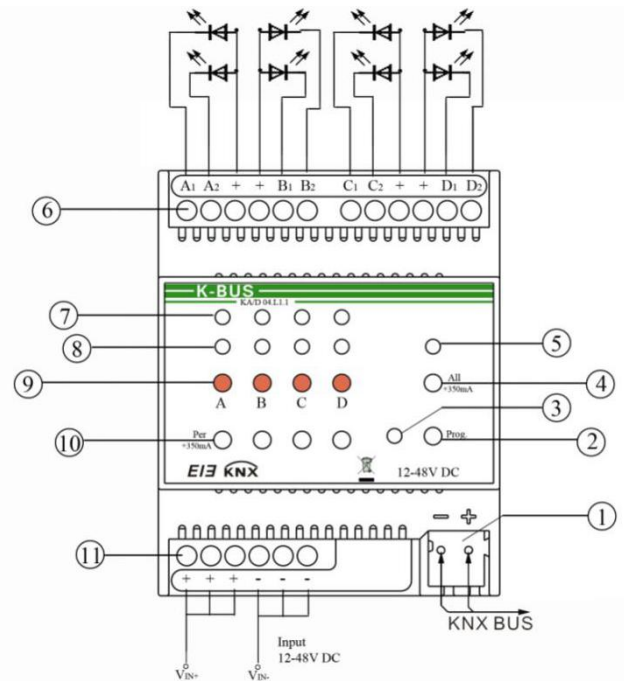 A1 A2 + + B1 B2 C1 C2 + + D1 D2
6
K-BUS
KA/D 04.L1.1
7
8
5
9
All
+350mA
4
A B C D
3
Per
+350mA
Prog.
10
2
EIB KNX
12-48V DC
1
− +
11
+ + + - - -
KNX BUS
Input
12-48V DC
VIN+ VIN-